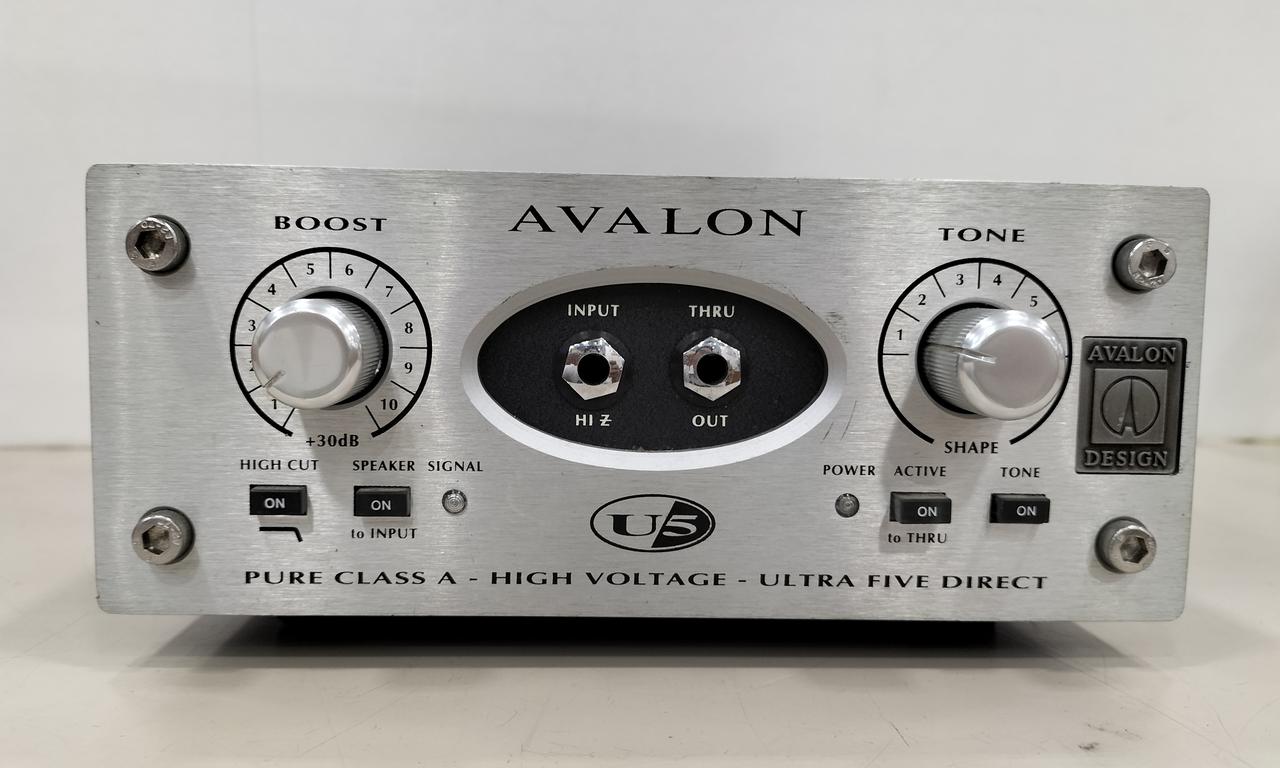 AVALON
BOOST
TONE
1 2 3 4 5 6 7 8 9 10
+30dB
INPUT THRU
HI Z OUT
1 2 3 4 5
SHAPE
AVALON
DESIGN
HIGH CUT SPEAKER SIGNAL
ON ON
to INPUT
POWER ACTIVE TONE
ON ON
to THRU
U5
PURE CLASS A - HIGH VOLTAGE - ULTRA FIVE DIRECT